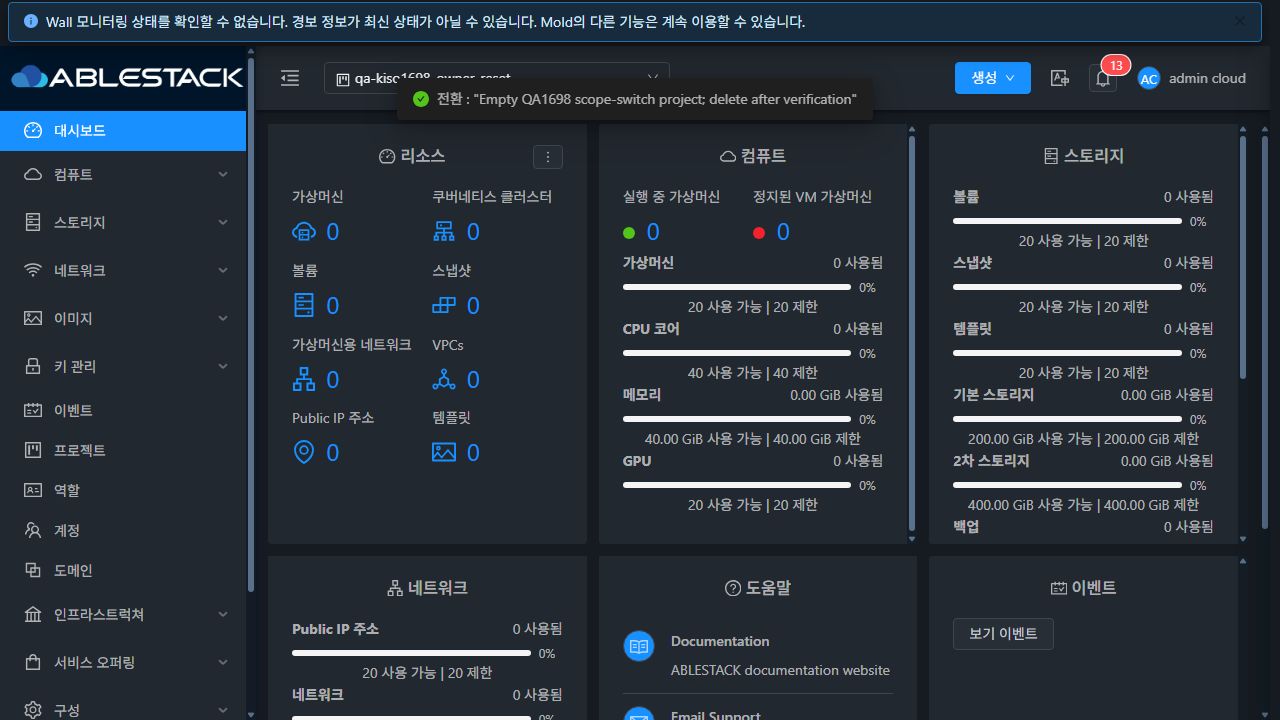 Wall 모니터링 상태를 확인할 수 없습니다. 경보 정보가 최신 상태가 아닐 수 있습니다. Mold의 다른 기능은 계속 이용할 수 있습니다.
ABLESTACK
대시보드
컴퓨트
스토리지
네트워크
이미지
키 관리
이벤트
프로젝트
역할
계정
도메인
인프라스트럭쳐
서비스 오퍼링
구성
생성
13
AC
admin cloud
전환 : "Empty QA1698 scope-switch project; delete after verification"
리소스
가상머신
쿠버네티스 클러스터
0
0
볼륨
스냅샷
0
0
가상머신용 네트워크
VPCs
0
0
Public IP 주소
템플릿
0
0
컴퓨트
실행 중 가상머신
정지된 VM 가상머신
0
0
가상머신 0 사용됨
0%
20 사용 가능 | 20 제한
CPU 코어 0 사용됨
0%
40 사용 가능 | 40 제한
메모리 0.00 GiB 사용됨
0%
40.00 GiB 사용 가능 | 40.00 GiB 제한
GPU 0 사용됨
0%
20 사용 가능 | 20 제한
스토리지
볼륨 0 사용됨
0%
20 사용 가능 | 20 제한
스냅샷 0 사용됨
0%
20 사용 가능 | 20 제한
템플릿 0 사용됨
0%
20 사용 가능 | 20 제한
기본 스토리지 0.00 GiB 사용됨
0%
200.00 GiB 사용 가능 | 200.00 GiB 제한
2차 스토리지 0.00 GiB 사용됨
0%
400.00 GiB 사용 가능 | 400.00 GiB 제한
백업 0 사용됨
네트워크
Public IP 주소 0 사용됨
0%
20 사용 가능 | 20 제한
네트워크 0 사용됨
0%
도움말
Documentation
ABLESTACK documentation website
Email Support
이벤트
보기 이벤트